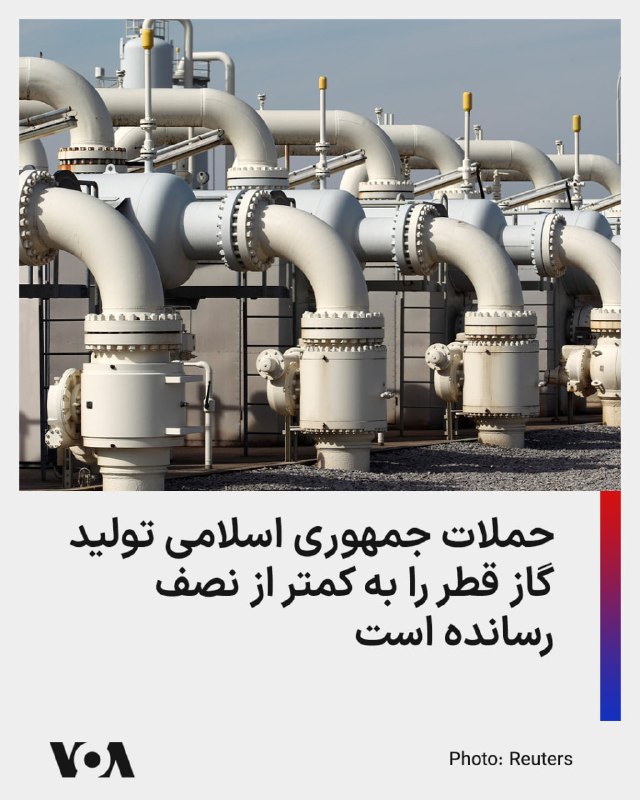 حملات جمهوری اسلامی تولید
گاز قطر را به کمتر از نصف
رسانده است
VOA
Photo: Reuters